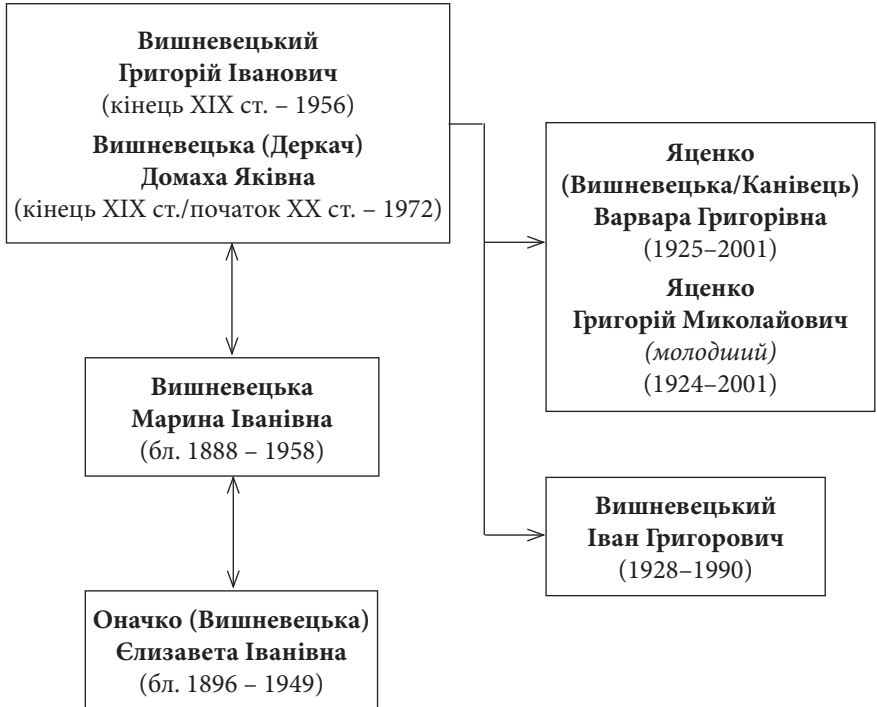 Вишневецький
Григорій Іванович
(кінець XIX ст. – 1956)
Вишневецька (Деркач)
Домаха Яківна
(кінець XIX ст./початок XX ст. – 1972)
Вишневецька
Марина Іванівна
(бл. 1888 – 1958)
Оначко (Вишневецька)
Єлизавета Іванівна
(бл. 1896 – 1949)
Яценко
(Вишневецька/Канівець)
Варвара Григорівна
(1925–2001)
Яценко
Григорій Миколайович
(молодший)
(1924–2001)
Вишневецький
Іван Григорович
(1928–1990)